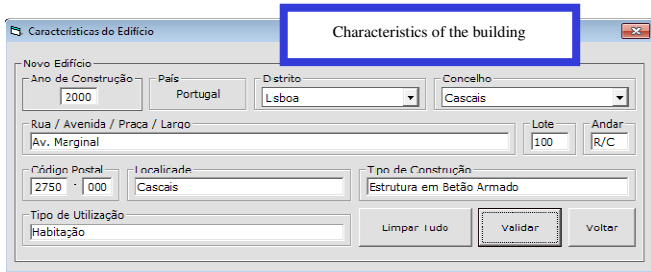 Características do Edifício
Characteristics of the building
Novo Edifício
Ano de Construção
País
Distrito
Concelho
2000
Portugal
Lisboa
Cascais
Rua / Avenida / Praça / Largo
Lote
Andar
Av. Marginal
100
R/C
Código Postal
Localidade
Tipo de Construção
2750 - 000
Cascais
Estrutura em Betão Armado
Tipo de Utilização
Habitação
Limpar Tudo
Validar
Voltar